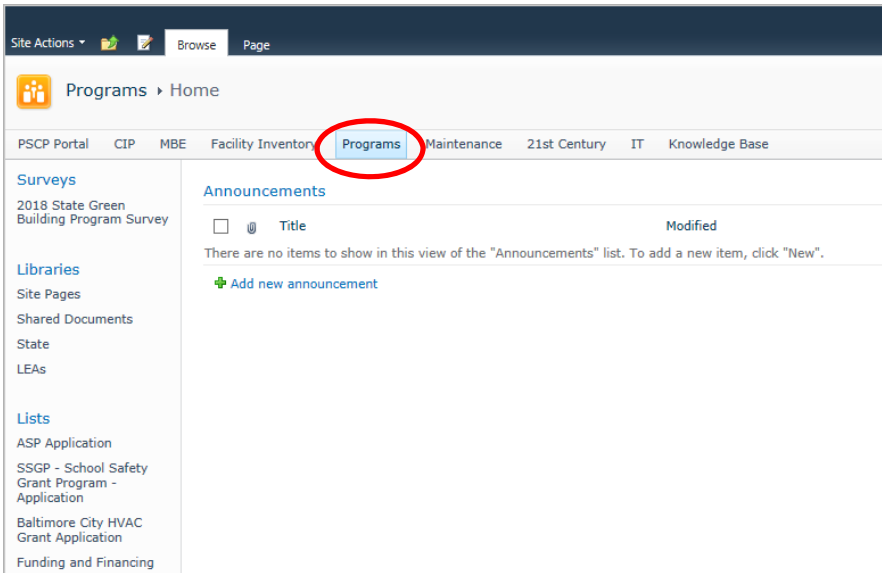 Site Actions Browse Page
Programs Home
PSCP Portal CIP MBE Facility Inventory Programs Maintenance 21st Century IT Knowledge Base
Surveys
2018 State Green
Building Program Survey
Libraries
Site Pages
Shared Documents
State
LEAs
Lists
ASP Application
SSGP - School Safety
Grant Program -
Application
Baltimore City HVAC
Grant Application
Funding and Financing
Announcements
Title Modified
There are no items to show in this view of the "Announcements" list. To add a new item, click "New".
Add new announcement